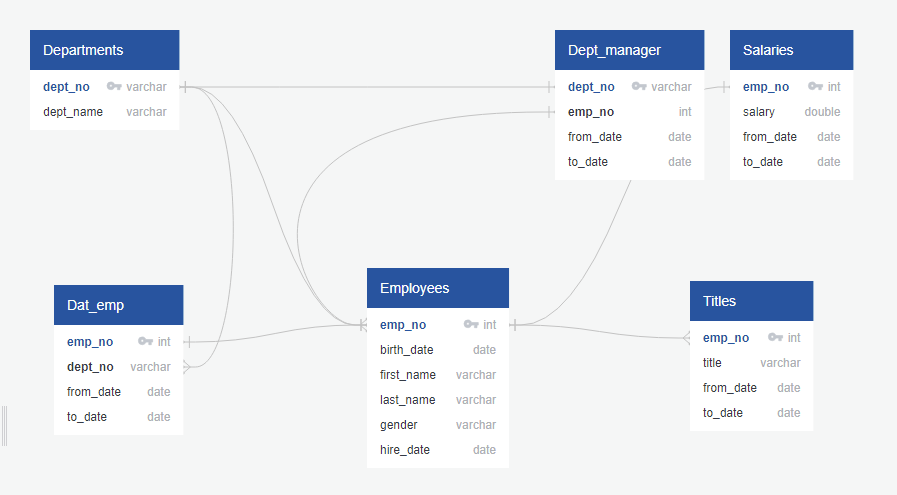 Departments
dept_no varchar
dept_name varchar
Dept_manager
dept_no varchar
emp_no int
from_date date
to_date date
Salaries
emp_no int
salary double
from_date date
to_date date
Dat_emp
emp_no int
dept_no varchar
from_date date
to_date date
Employees
emp_no int
birth_date date
first_name varchar
last_name varchar
gender varchar
hire_date date
Titles
emp_no int
title varchar
from_date date
to_date date